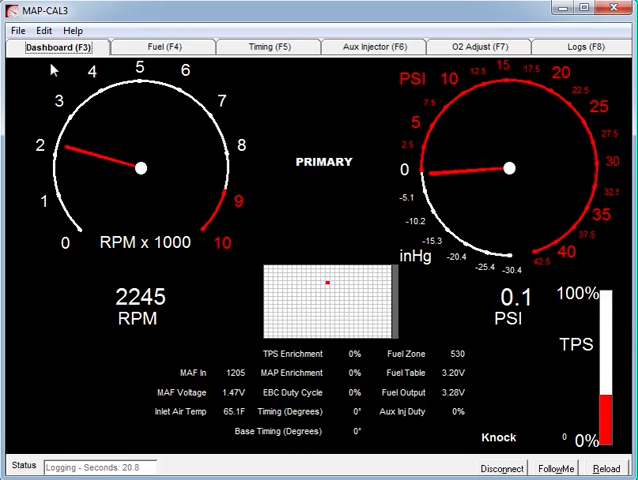 MAP-CAL3
File Edit Help
Dashboard (F3) Fuel (F4) Timing (F5) Aux Injector (F6) O2 Adjust (F7) Logs (F8)
0 1 2 3 4 5 6 7 8 9 10
RPM x 1000
PRIMARY
PSI
2.5 5 7.5 10 12.5 15 17.5 20 22.5 25 27.5 30 32.5 35 37.5 40 42.5
0 -5.1 -10.2 -15.3 -20.4 -25.4 -30.4
inHg
2245
RPM
0.1
PSI
100%
TPS
0%
TPS Enrichment 0% Fuel Zone 530
MAF In 1205 MAP Enrichment 0% Fuel Table 3.20V
MAF Voltage 1.47V EBC Duty Cycle 0% Fuel Output 3.28V
Inlet Air Temp 65.1F Timing (Degrees) 0° Aux Inj Duty 0%
Base Timing (Degrees) 0°
Knock 0
Status Logging - Seconds: 20.8 Disconnect FollowMe Reload